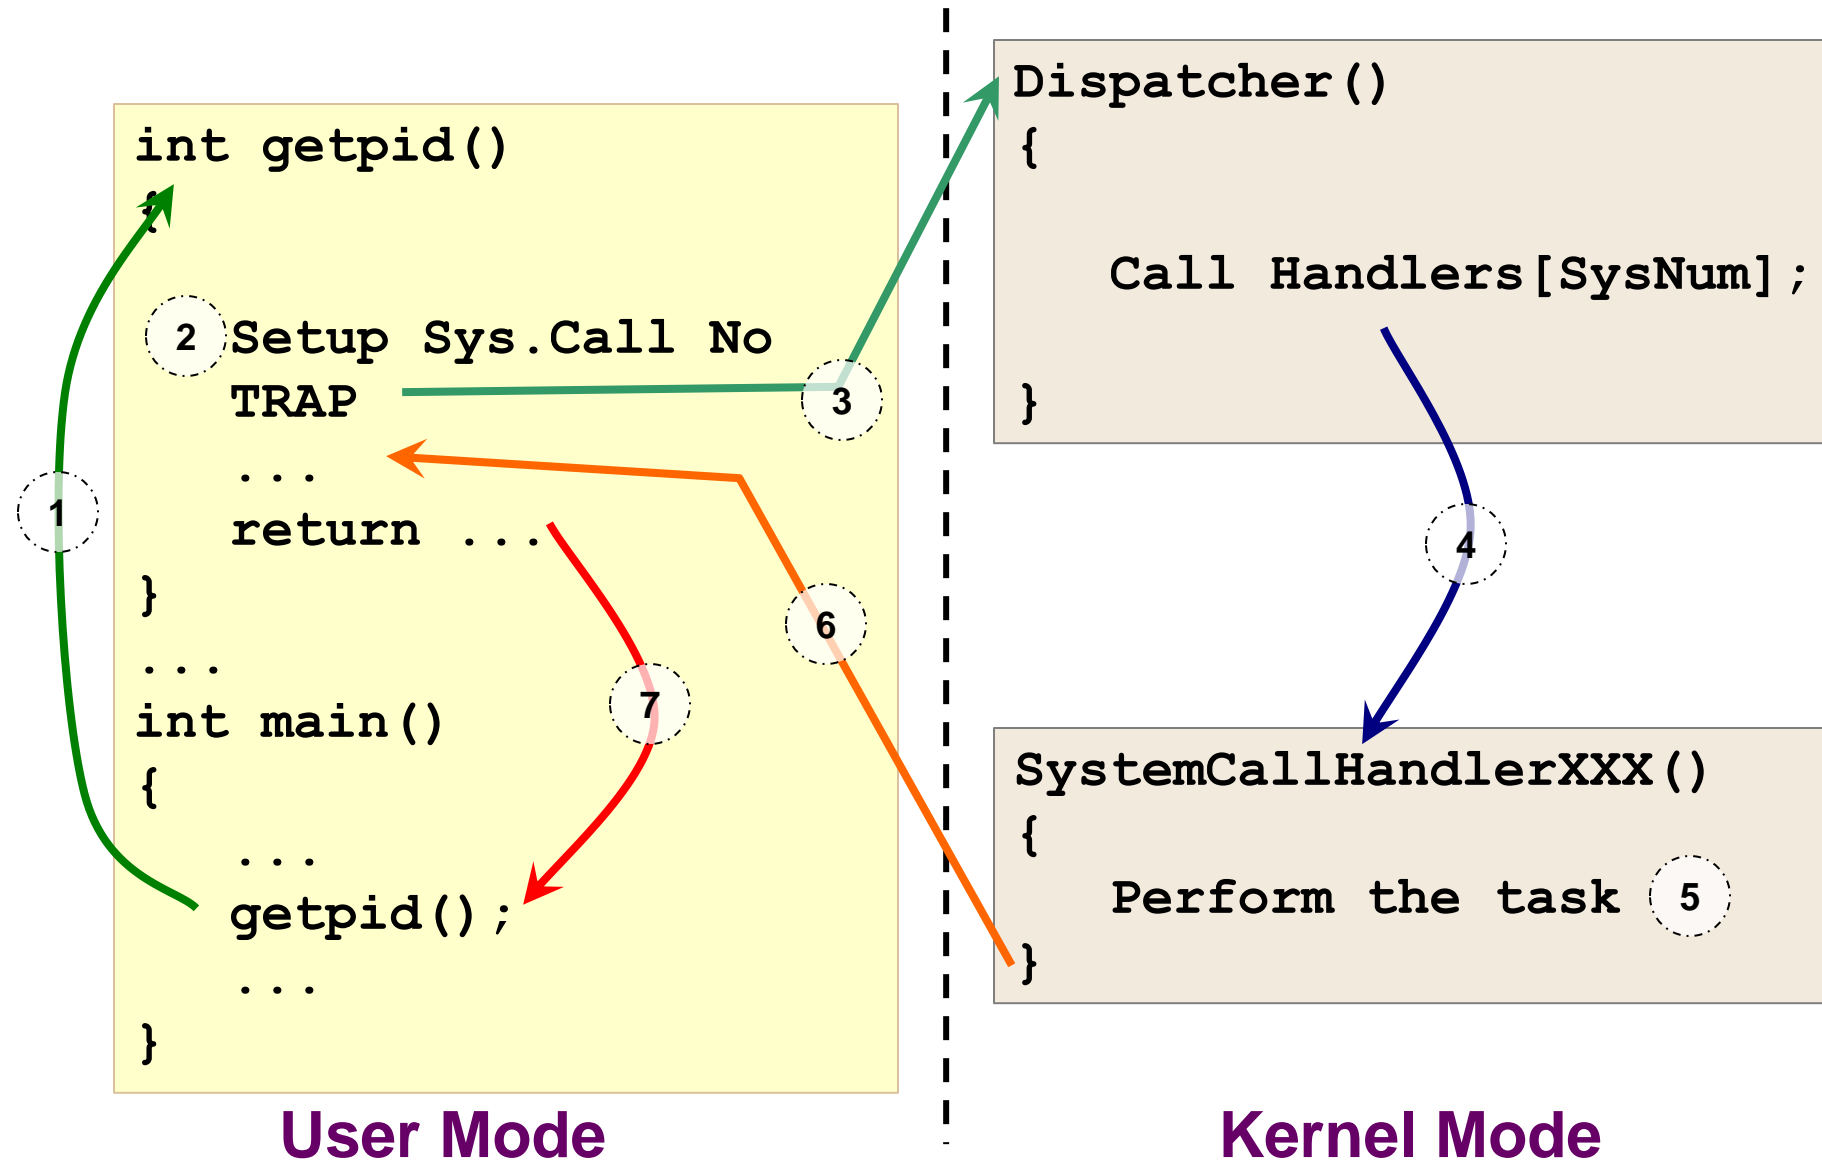 int getpid()
{
2 Setup Sys.Call No
TRAP
3
...
1
return ...
}
...
int main()
7
6
{
...
getpid();
...
}
User Mode
Dispatcher()
{
Call Handlers[SysNum];
}
4
SystemCallHandlerXXX()
{
Perform the task 5
}
Kernel Mode